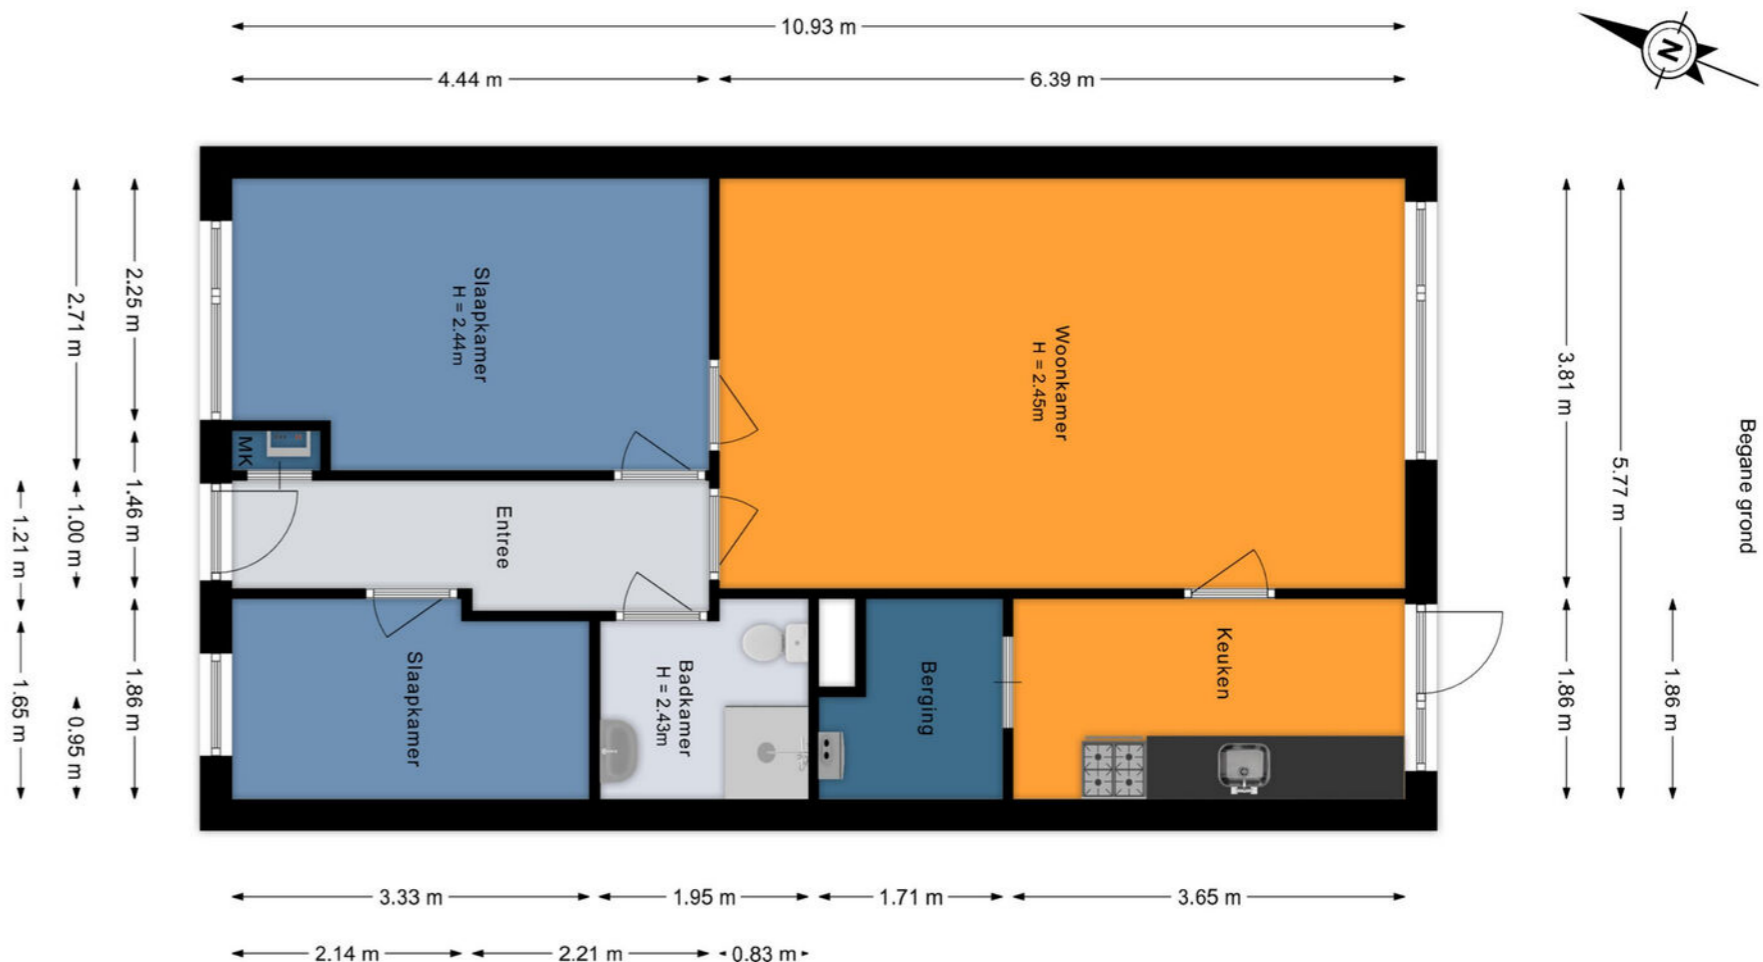 10.93 m
4.44 m
6.39 m
N
2.25 m
2.71 m
1.46 m
1.00 m
1.21 m
1.86 m
0.95 m
1.65 m
Slaapkamer
H = 2.44m
Woonkamer
H = 2.45m
MK
Entree
Slaapkamer
Badkamer
H = 2.43m
Berging
Keuken
3.81 m
5.77 m
1.86 m
1.86 m
Begane grond
3.33 m
1.95 m
1.71 m
3.65 m
2.14 m
2.21 m
0.83 m